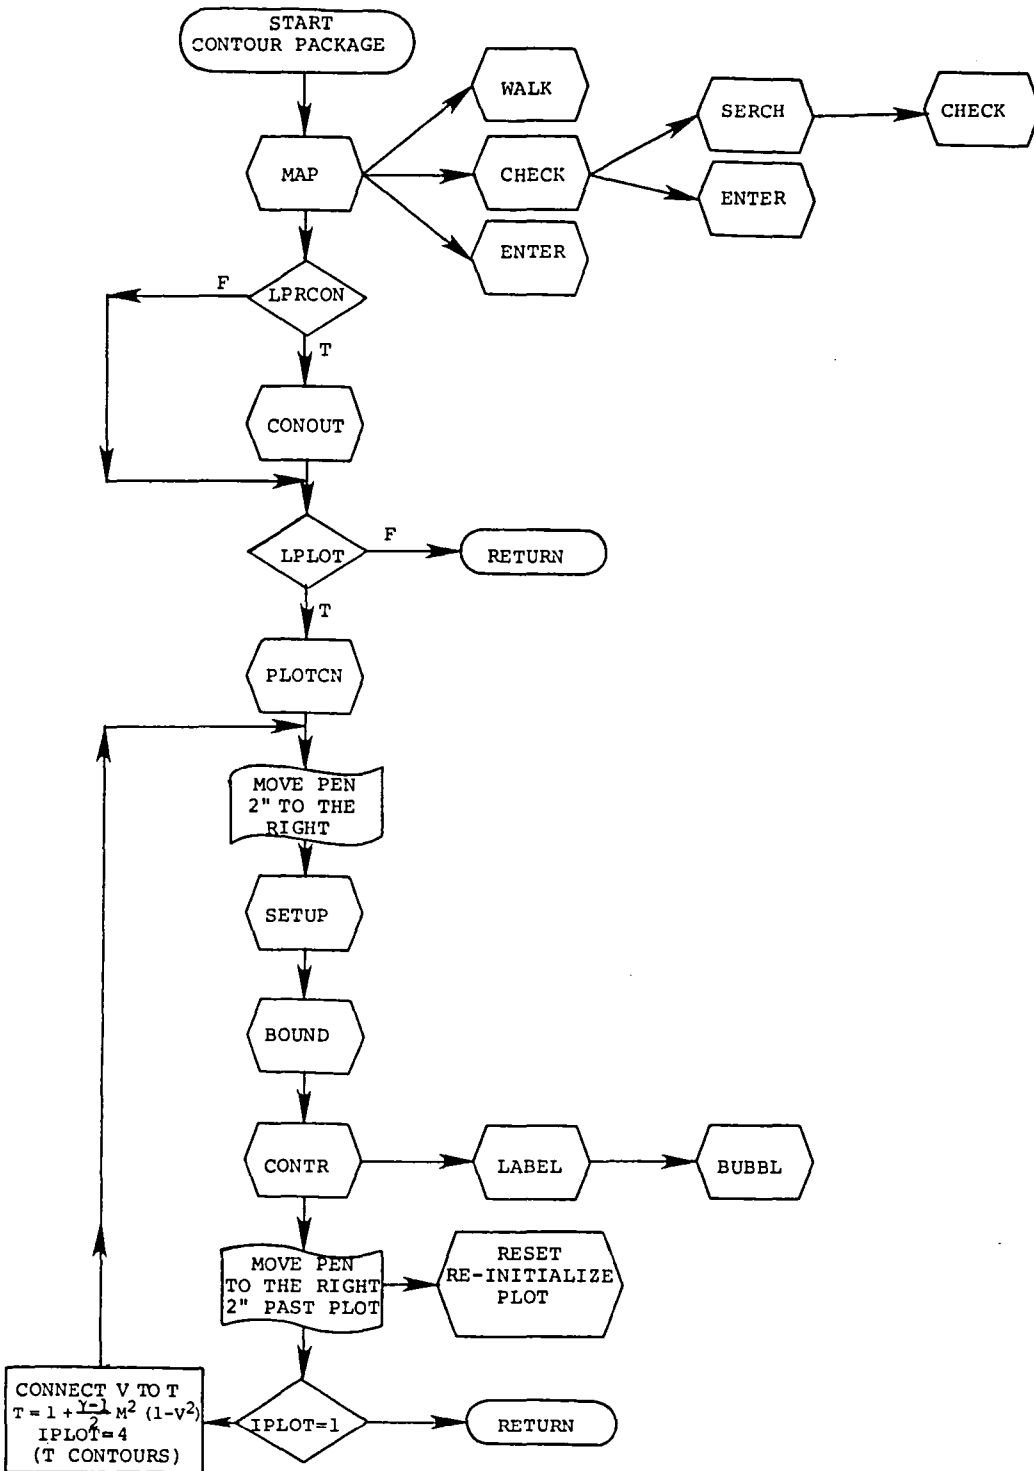 START
CONTOUR PACKAGE
WALK
SERCH
CHECK
MAP
CHECK
ENTER
ENTER
F
LPRCON
T
CONOUT
LPLOT
F
RETURN
T
PLOTCN
MOVE PEN
2" TO THE
RIGHT
SETUP
BOUND
CONTR
LABEL
BUBBL
MOVE PEN
TO THE RIGHT
2" PAST PLOT
RESET
RE-INITIALIZE
PLOT
CONNECT V TO T
T = 1 + γ-1/2 M² (1-V²)
IPLOT=4
(T CONTOURS)
IPLOT=1
RETURN